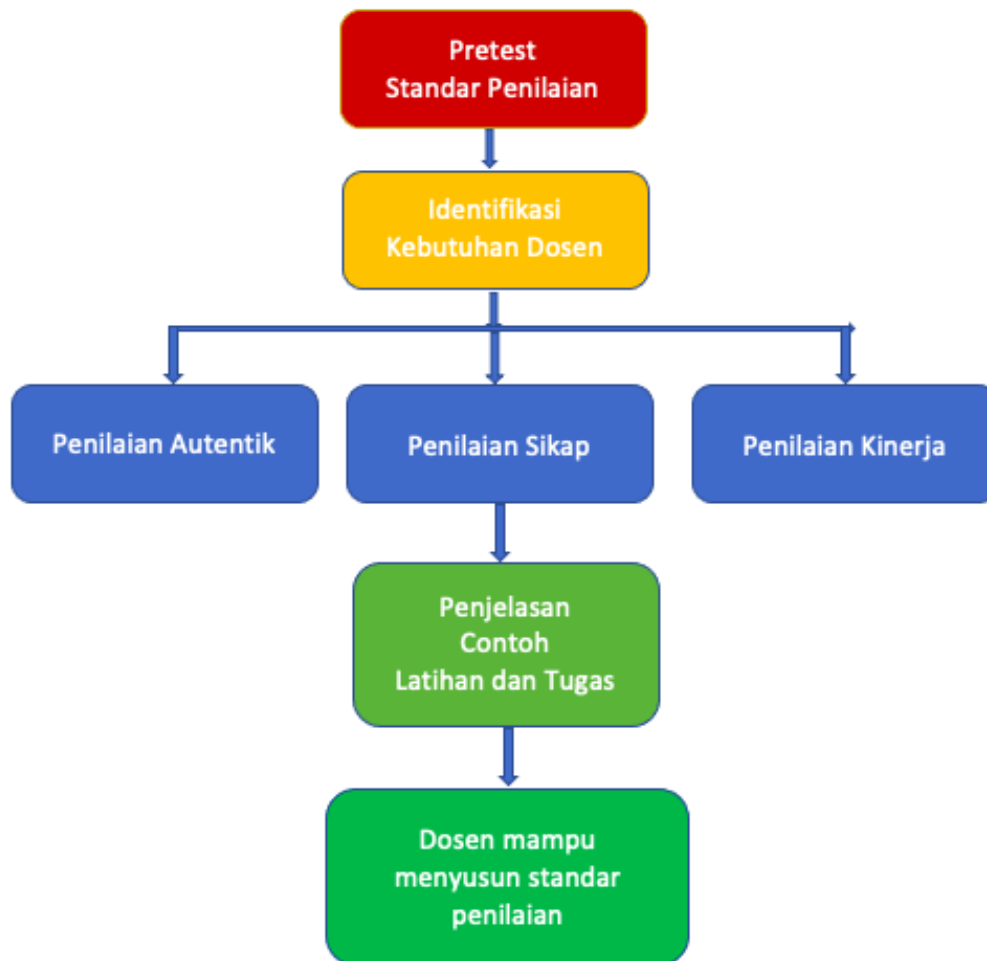 Pretest
Standar Penilaian
Identifikasi
Kebutuhan Dosen
Penilaian Autentik
Penilaian Sikap
Penilaian Kinerja
Penjelasan
Contoh
Latihan dan Tugas
Dosen mampu
menyusun standar
penilaian